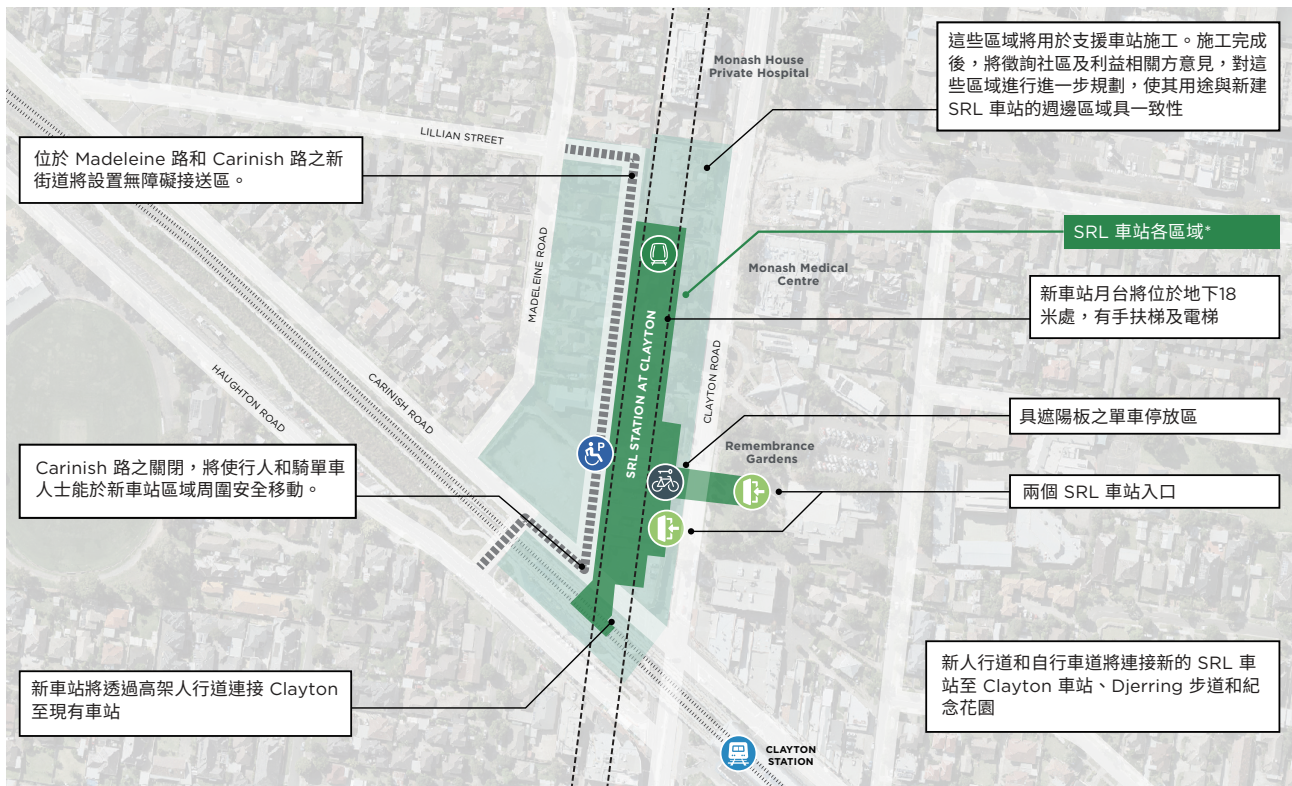 Monash House
Private Hospital
這些區域將用於支援車站施工。施工完成
後，將徵詢社區及利益相關方意見，對這
些區域進行進一步規劃，使其用途與新建
SRL 車站的週邊區域具一致性
LILLIAN STREET
位於 Madeleine 路和 Carinish 路之新
街道將設置無障礙接送區。
SRL 車站各區域*
MADELEINE ROAD
Monash Medical
Centre
新車站月台將位於地下18
米處，有手扶梯及電梯
SRL STATION AT CLAYTON
CLAYTON ROAD
HAUGHTON ROAD
CARINISH ROAD
具遮陽板之單車停放區
Remembrance
Gardens
P
Carinish 路之關閉，將使行人和騎單車
人士能於新車站區域周圍安全移動。
兩個 SRL 車站入口
新車站將透過高架人行道連接 Clayton
至現有車站
新人行道和自行車道將連接新的 SRL 車
站至 Clayton 車站、Djerring 步道和紀
念花園
CLAYTON
STATION